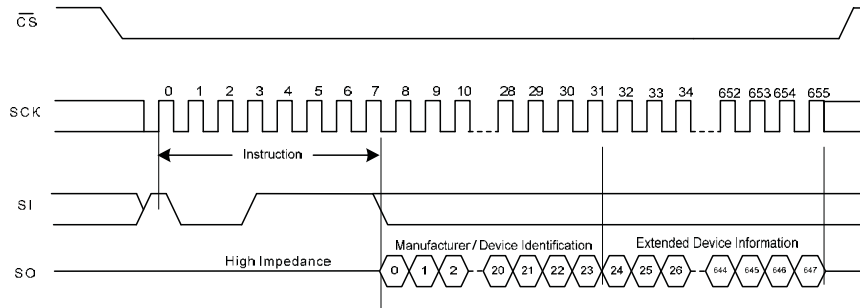 CS
0 1 2 3 4 5 6 7 8 9 10 28 29 30 31 32 33 34 652 653 654 655
SCK
Instruction
SI
Manufacturer / Device Identification Extended Device Information
High Impedance
SO 0 1 2 20 21 22 23 24 25 26 644 645 646 647